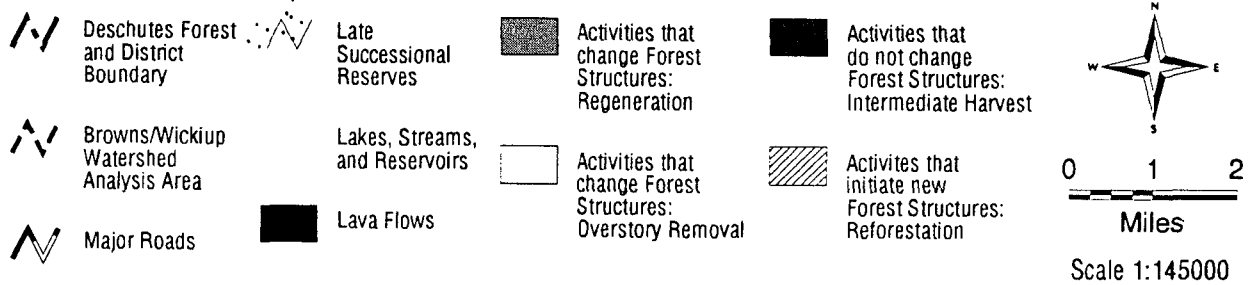 Deschutes Forest
and District
Boundary
Browns/Wickiup
Watershed
Analysis Area
Major Roads
Late
Successional
Reserves
Lakes, Streams,
and Reservoirs
Lava Flows
Activities that
change Forest
Structures:
Regeneration
Activities that
change Forest
Structures:
Overstory Removal
Activities that
do not change
Forest Structures:
Intermediate Harvest
Activites that
initiate new
Forest Structures:
Reforestation
N
W E
S
0 1 2
Miles
Scale 1:145000